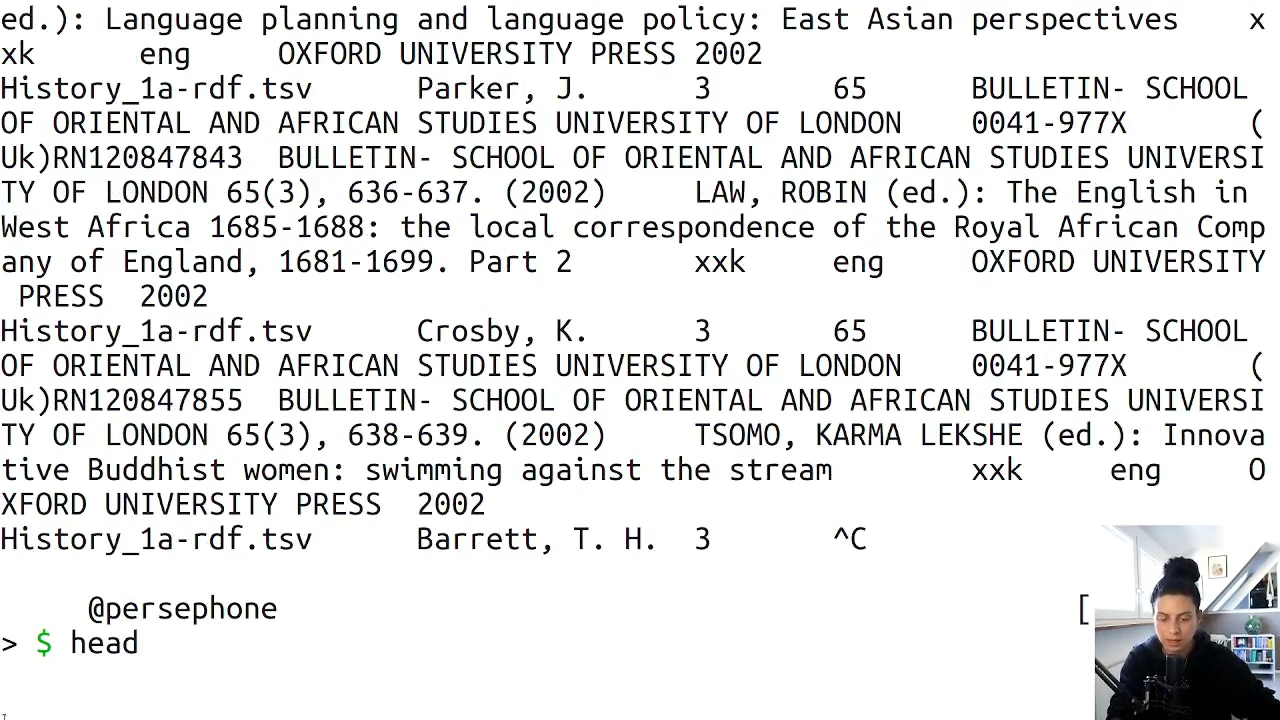 ed.): Language planning and language policy: East Asian perspectives x
xk eng OXFORD UNIVERSITY PRESS 2002
History_1a-rdf.tsv Parker, J. 3 65 BULLETIN- SCHOOL
OF ORIENTAL AND AFRICAN STUDIES UNIVERSITY OF LONDON 0041-977X (
Uk)RN120847843 BULLETIN- SCHOOL OF ORIENTAL AND AFRICAN STUDIES UNIVERSI
TY OF LONDON 65(3), 636-637. (2002) LAW, ROBIN (ed.): The English in
West Africa 1685-1688: the local correspondence of the Royal African Comp
any of England, 1681-1699. Part 2 xxk eng OXFORD UNIVERSITY
PRESS 2002
History_1a-rdf.tsv Crosby, K. 3 65 BULLETIN- SCHOOL
OF ORIENTAL AND AFRICAN STUDIES UNIVERSITY OF LONDON 0041-977X (
Uk)RN120847855 BULLETIN- SCHOOL OF ORIENTAL AND AFRICAN STUDIES UNIVERSI
TY OF LONDON 65(3), 638-639. (2002) TSOMO, KARMA LEKSHE (ed.): Innova
tive Buddhist women: swimming against the stream xxk eng O
XFORD UNIVERSITY PRESS 2002
History_1a-rdf.tsv Barrett, T. H. 3 ^C
@persephone [
> $ head